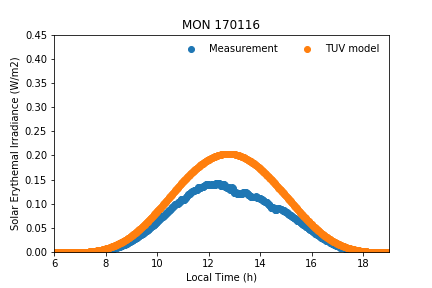 MON 170116
Solar Erythemal Irradiance (W/m2)
0.45
0.40
0.35
0.30
0.25
0.20
0.15
0.10
0.05
0.00
Measurement TUV model
6 8 10 12 14 16 18
Local Time (h)